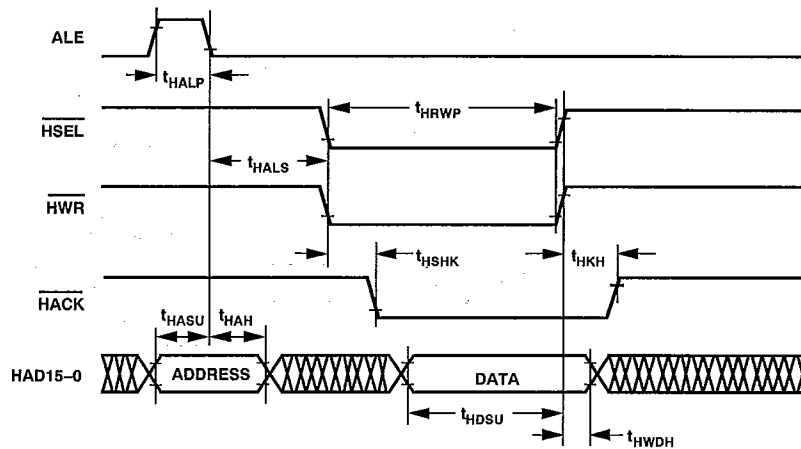 ALE
tHALP
HSEL
tHRWP
tHALS
HWR
tHSHK
tHKH
HACK
tHASU
tHAH
HAD15–0
ADDRESS
DATA
tHDSU
tHWDH